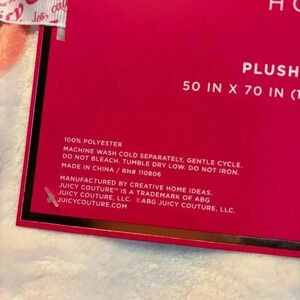 HO
PLUSH
50 IN X 70 IN (1
100% POLYESTER
MACHINE WASH COLD SEPARATELY, GENTLE CYCLE.
DO NOT BLEACH. TUMBLE DRY LOW. DO NOT IRON.
MADE IN CHINA / RN# 110806
MANUFACTURED BY CREATIVE HOME IDEAS.
JUICY COUTURE™ IS A TRADEMARK OF ABG
JUICY COUTURE, LLC. ©ABG JUICY COUTURE, LLC.
JUICYCOUTURE.COM